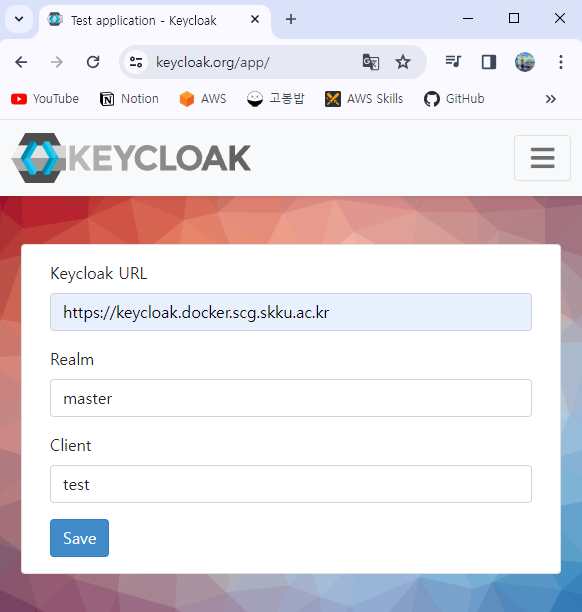 Test application - Keycloak
keycloak.org/app/
YouTube Notion AWS 고봉밥 AWS Skills GitHub
KEYCLOAK
Keycloak URL
https://keycloak.docker.scg.skku.ac.kr
Realm
master
Client
test
Save